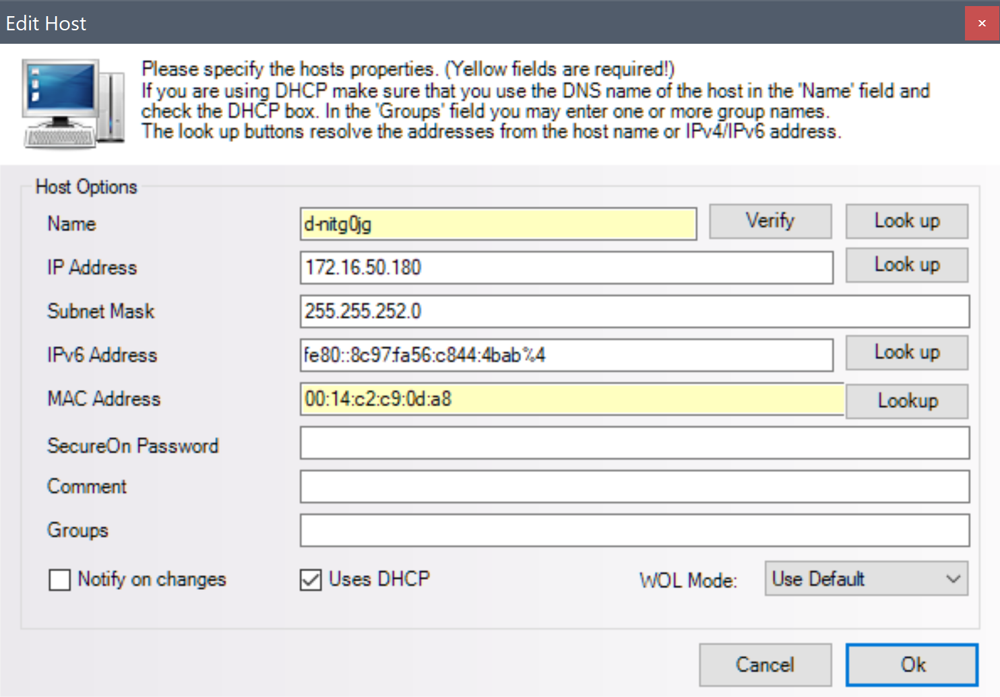 Edit Host
Please specify the hosts properties. (Yellow fields are required!)
If you are using DHCP make sure that you use the DNS name of the host in the 'Name' field and
check the DHCP box. In the 'Groups' field you may enter one or more group names.
The look up buttons resolve the addresses from the host name or IPv4/IPv6 address.
Host Options
Name d-nitg0jg Verify Look up
IP Address 172.16.50.180 Look up
Subnet Mask 255.255.252.0
IPv6 Address fe80::8c97:fa56:c844:4bab%4 Look up
MAC Address 00:14:c2:c9:0d:a8 Lookup
SecureOn Password
Comment
Groups
Notify on changes Uses DHCP WOL Mode: Use Default
Cancel Ok